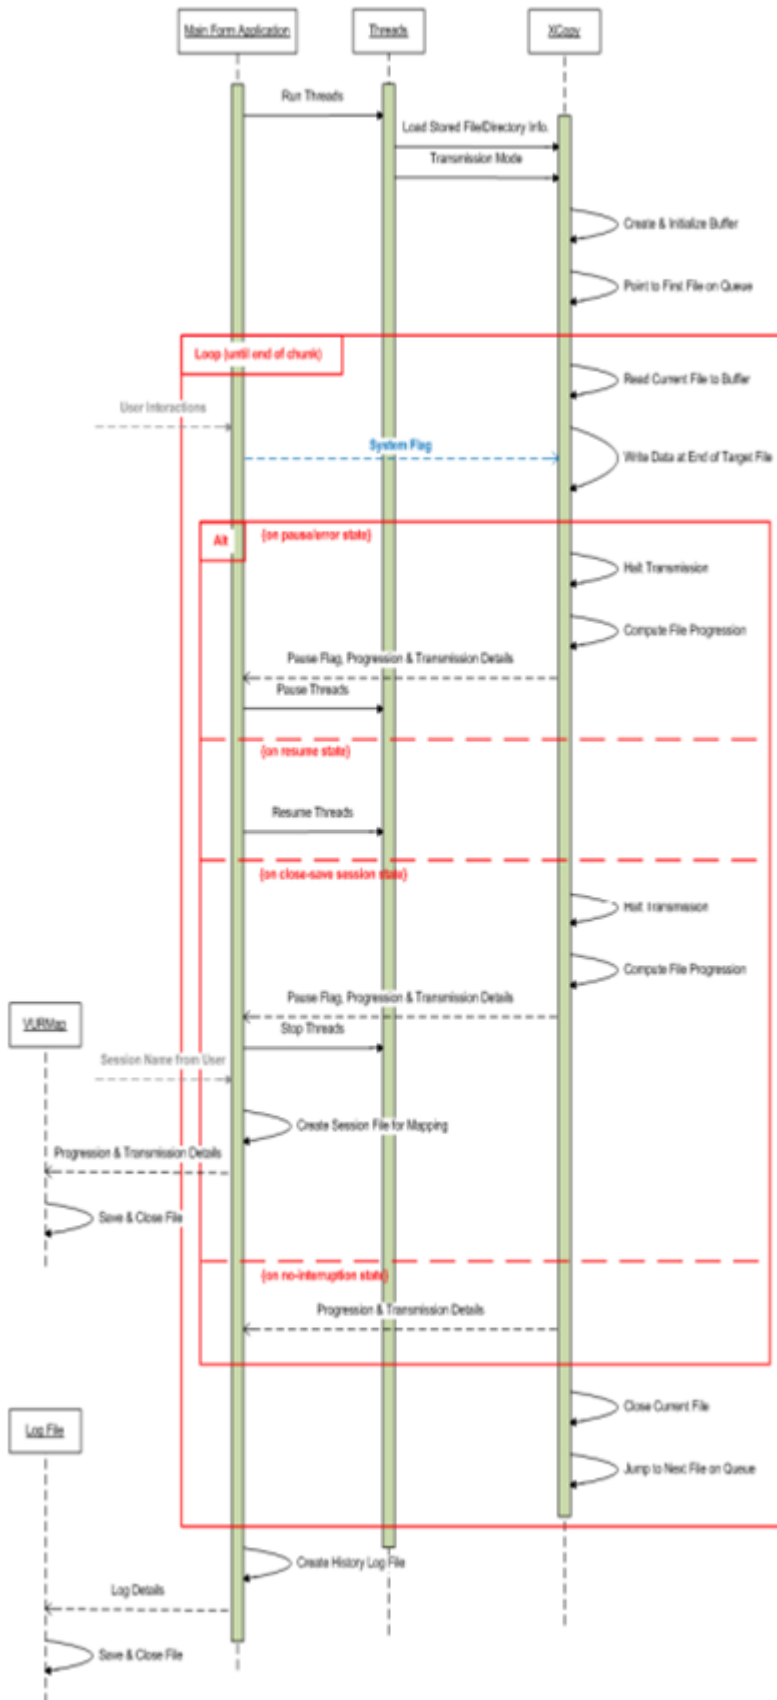 Main Form Application
Threads
XCopy
Run Threads
Load Stored File/Directory Info.
Transmission Mode
Create & Initialize Buffer
Point to First File on Queue
Loop (until end of chunk)
Read Current File to Buffer
User Interactions
System Flag
Write Data at End of Target File
Alt
{on pause/error state}
Halt Transmission
Compute File Progression
Pause Flag, Progression & Transmission Details
Pause Threads
{on resume state}
Resume Threads
{on close-save session state}
Halt Transmission
Compute File Progression
Pause Flag, Progression & Transmission Details
VURMap
Stop Threads
Session Name from User
Create Session File for Mapping
Progression & Transmission Details
Save & Close File
{on no-interruption state}
Progression & Transmission Details
Close Current File
Log File
Jump to Next File on Queue
Create History Log File
Log Details
Save & Close File